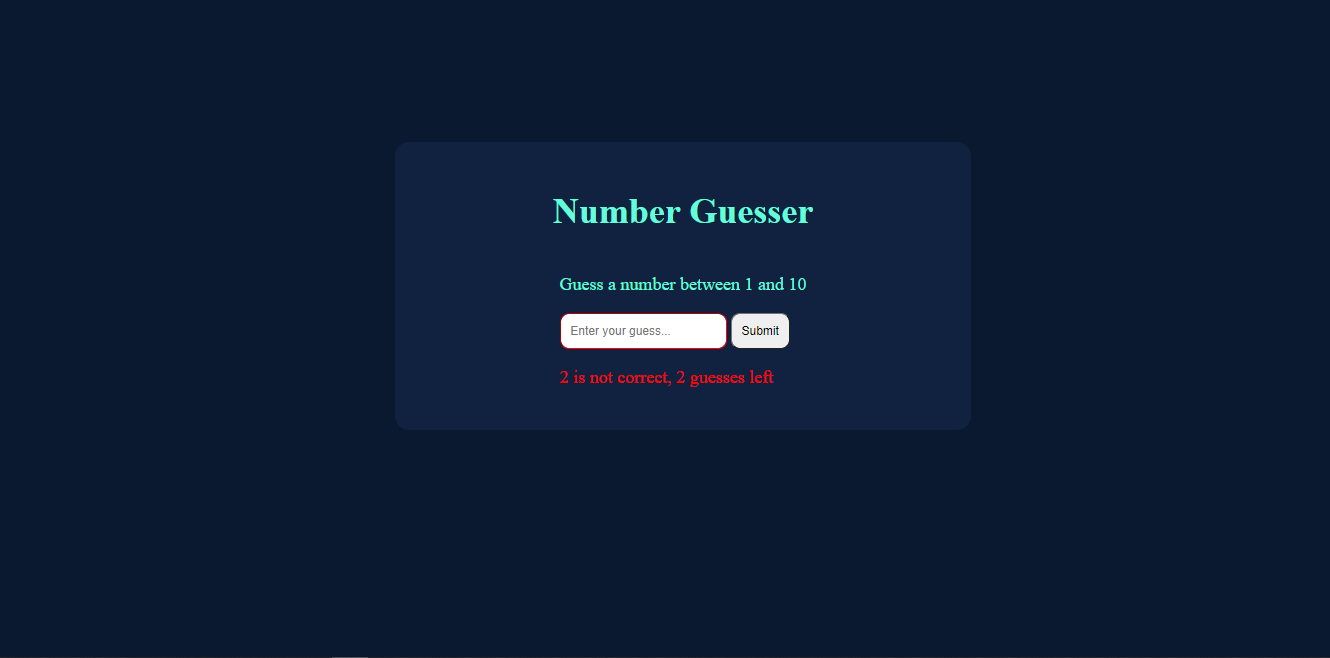 Number Guesser
Guess a number between 1 and 10
Enter your guess... Submit
2 is not correct, 2 guesses left